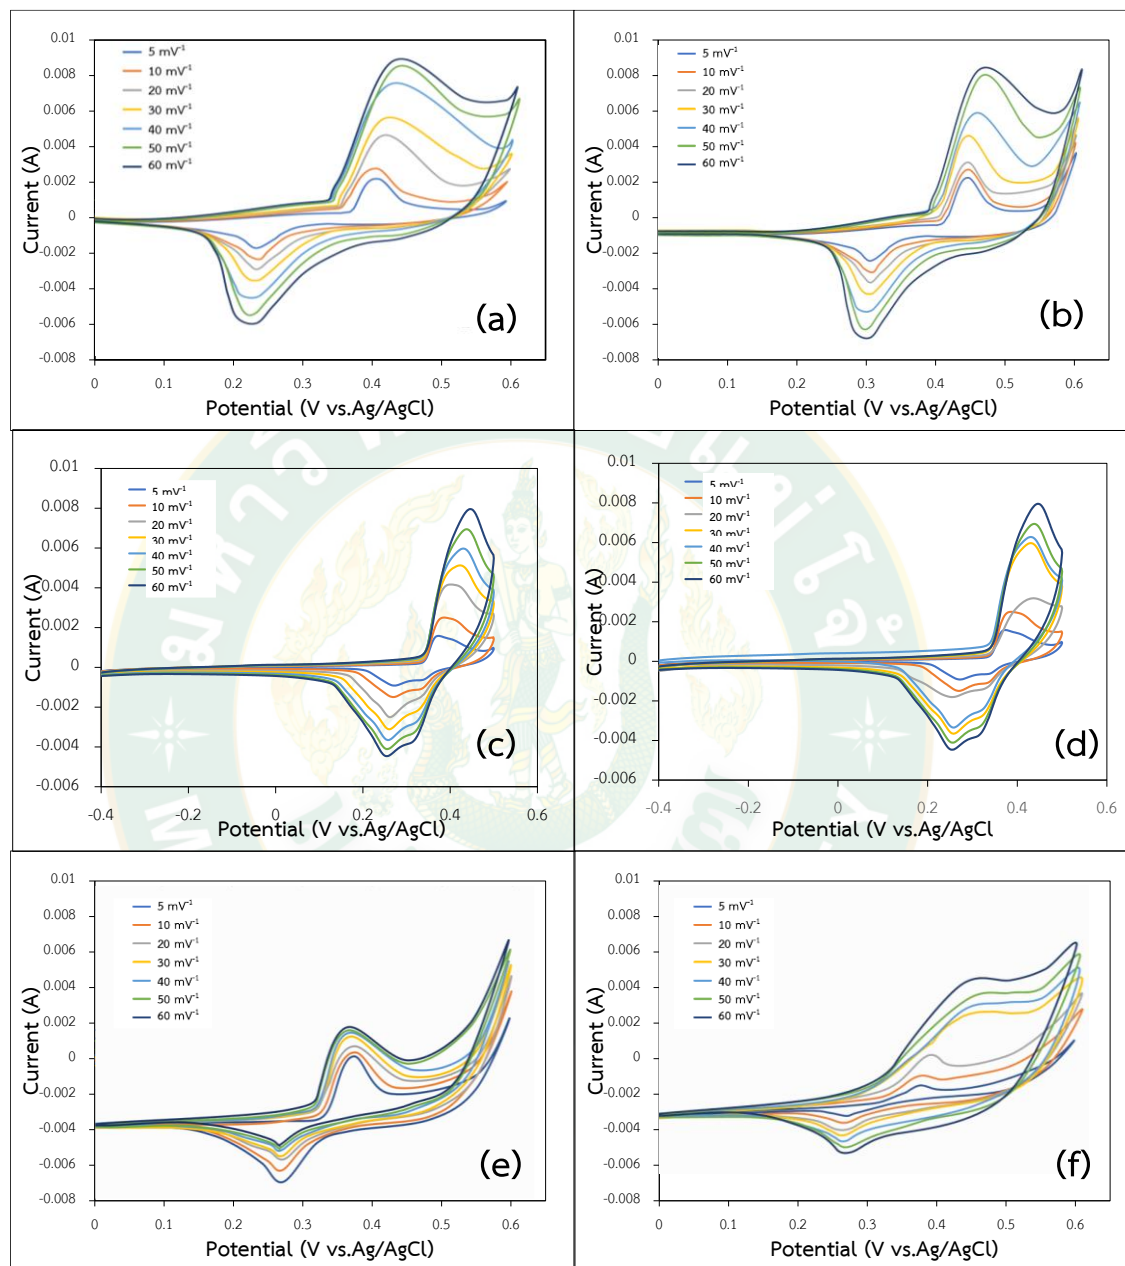 0.01
0.008
0.006
0.004
0.002
0
-0.002
-0.004
-0.006
-0.008
Current (A)
5 mV⁻¹
10 mV⁻¹
20 mV⁻¹
30 mV⁻¹
40 mV⁻¹
50 mV⁻¹
60 mV⁻¹
(a)
0 0.1 0.2 0.3 0.4 0.5 0.6
Potential (V vs.Ag/AgCl)
0.01
0.008
0.006
0.004
0.002
0
-0.002
-0.004
-0.006
-0.008
Current (A)
5 mV⁻¹
10 mV⁻¹
20 mV⁻¹
30 mV⁻¹
40 mV⁻¹
50 mV⁻¹
60 mV⁻¹
(b)
0 0.1 0.2 0.3 0.4 0.5 0.6
Potential (V vs.Ag/AgCl)
0.01
0.008
0.006
0.004
0.002
0
-0.002
-0.004
-0.006
Current (A)
5 mV⁻¹
10 mV⁻¹
20 mV⁻¹
30 mV⁻¹
40 mV⁻¹
50 mV⁻¹
60 mV⁻¹
(c)
-0.4 0 0.2 0.4 0.6
Potential (V vs.Ag/AgCl)
0.01
0.008
0.006
0.004
0.002
0
-0.002
-0.004
-0.006
Current (A)
5 mV⁻¹
10 mV⁻¹
20 mV⁻¹
30 mV⁻¹
40 mV⁻¹
50 mV⁻¹
60 mV⁻¹
(d)
-0.4 0 0.2 0.4 0.6
Potential (V vs.Ag/AgCl
0.01
0.008
0.006
0.004
0.002
0
-0.002
-0.004
-0.006
-0.008
Current (A)
5 mV⁻¹
10 mV⁻¹
20 mV⁻¹
30 mV⁻¹
40 mV⁻¹
50 mV⁻¹
60 mV⁻¹
(e)
0 0.1 0.2 0.3 0.4 0.5 0.6
Potential (V vs.Ag/AgCl)
0.01
0.008
0.006
0.004
0.002
0
-0.002
-0.004
-0.006
-0.008
Current (A)
5 mV⁻¹
10 mV⁻¹
20 mV⁻¹
30 mV⁻¹
40 mV⁻¹
50 mV⁻¹
60 mV⁻¹
(f)
0 0.1 0.2 0.3 0.4 0.5 0.6
Potential (V vs.Ag/AgCl)